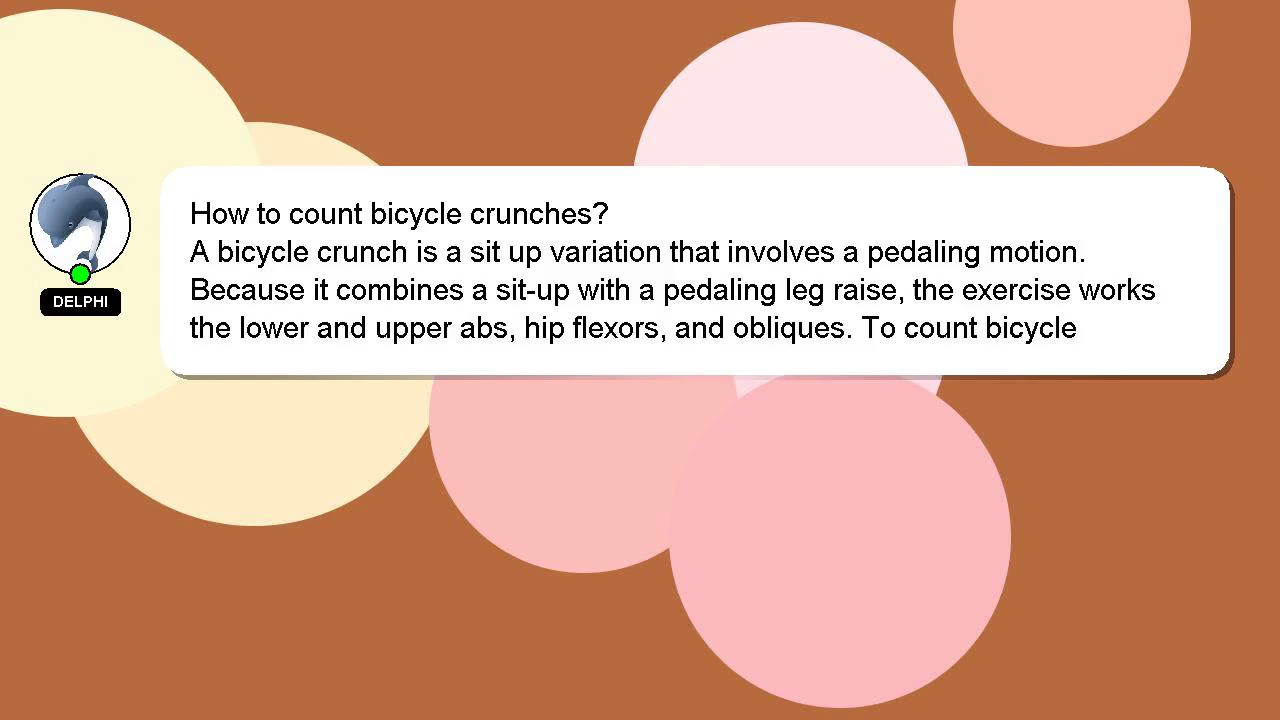 How to count bicycle crunches?
A bicycle crunch is a sit up variation that involves a pedaling motion.
Because it combines a sit-up with a pedaling leg raise, the exercise works
the lower and upper abs, hip flexors, and obliques. To count bicycle
DELPHI